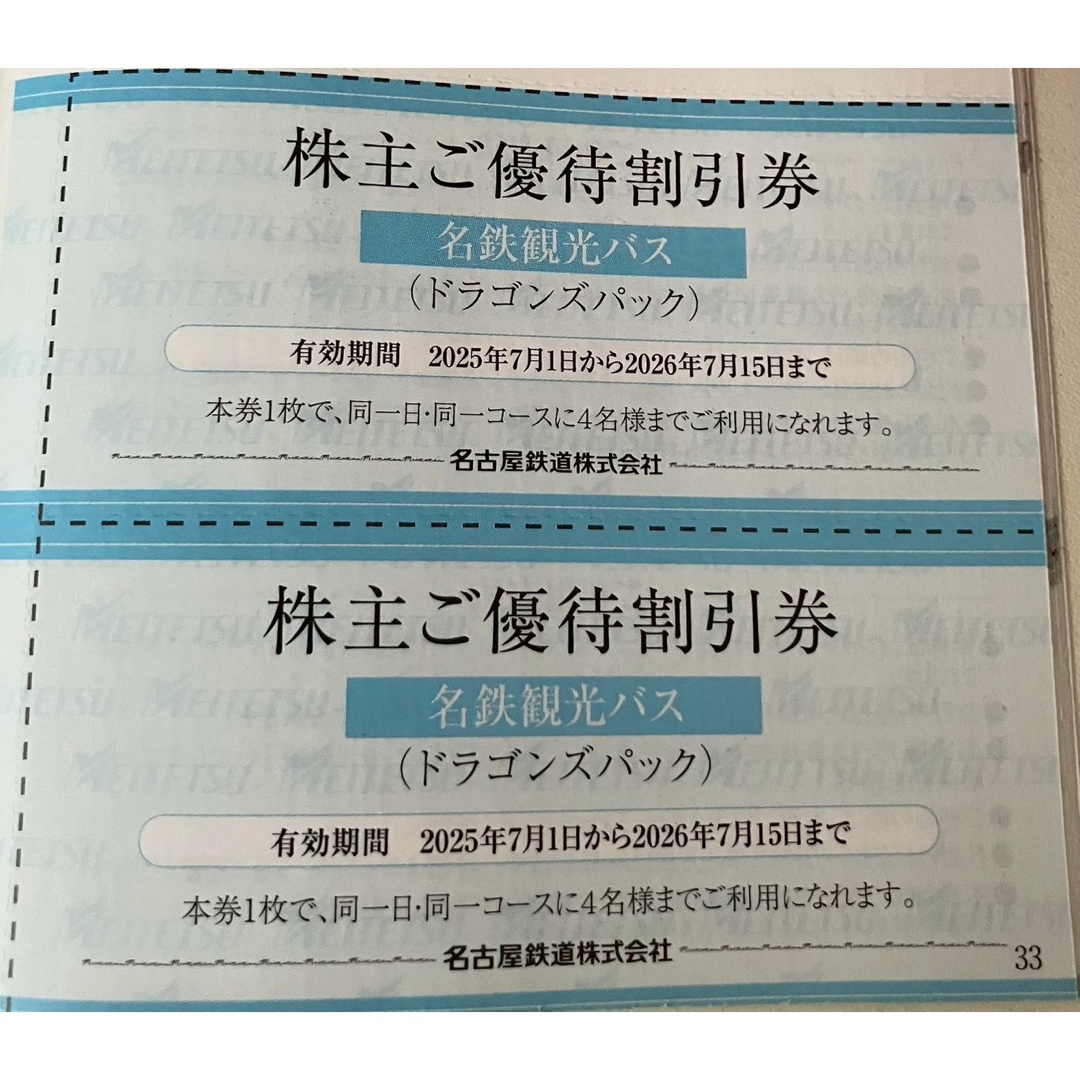 株主ご優待割引券
名鉄観光バス
(ドラゴンズパック)
有効期間 2025年7月1日から2026年7月15日まで
本券1枚で、同一日・同一コースに4名様までご利用になれます。
名古屋鉄道株式会社
株主ご優待割引券
名鉄観光バス
(ドラゴンズパック)
有効期間 2025年7月1日から2026年7月15日まで
本券1枚で、同一日・同一コースに4名様までご利用になれます。
名古屋鉄道株式会社
33